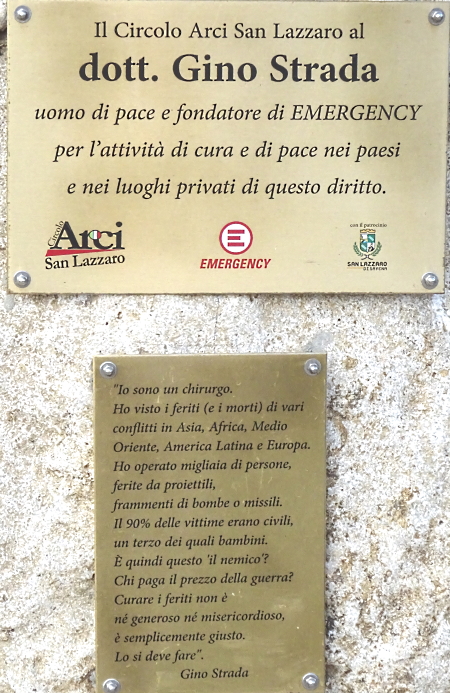 Il Circolo Arci San Lazzaro al
dott. Gino Strada
uomo di pace e fondatore di EMERGENCY
per l'attività di cura e di pace nei paesi
e nei luoghi privati di questo diritto.
Circolo
Arci
San Lazzaro
E
EMERGENCY
con il patrocinio
SAN LAZZARO
DI SAVENA
"Io sono un chirurgo.
Ho visto i feriti (e i morti) di vari
conflitti in Asia, Africa, Medio
Oriente, America Latina e Europa.
Ho operato migliaia di persone,
ferite da proiettili,
frammenti di bombe o missili.
Il 90% delle vittime erano civili,
un terzo dei quali bambini.
È quindi questo 'il nemico'?
Chi paga il prezzo della guerra?
Curare i feriti non è
né generoso né misericordioso,
è semplicemente giusto.
Lo si deve fare".
Gino Strada